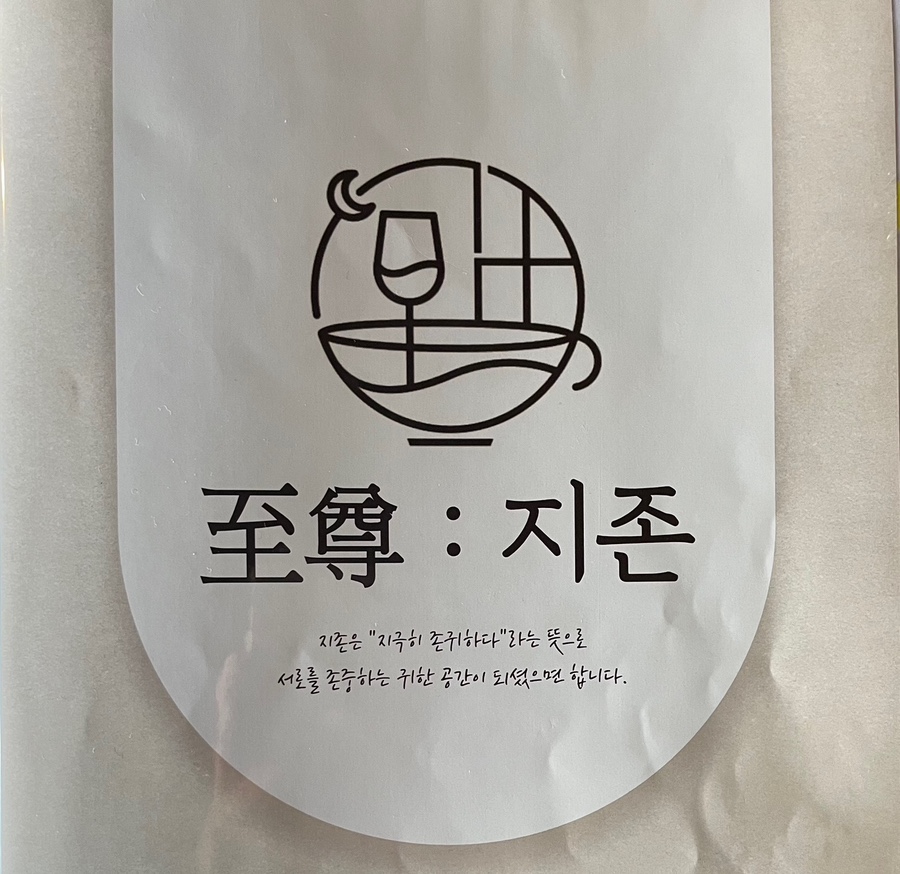 至尊 : 지존
지존은 "지극히 존귀하다"라는 뜻으로
서로를 존중하는 귀한 공간이 되셨으면 합니다.